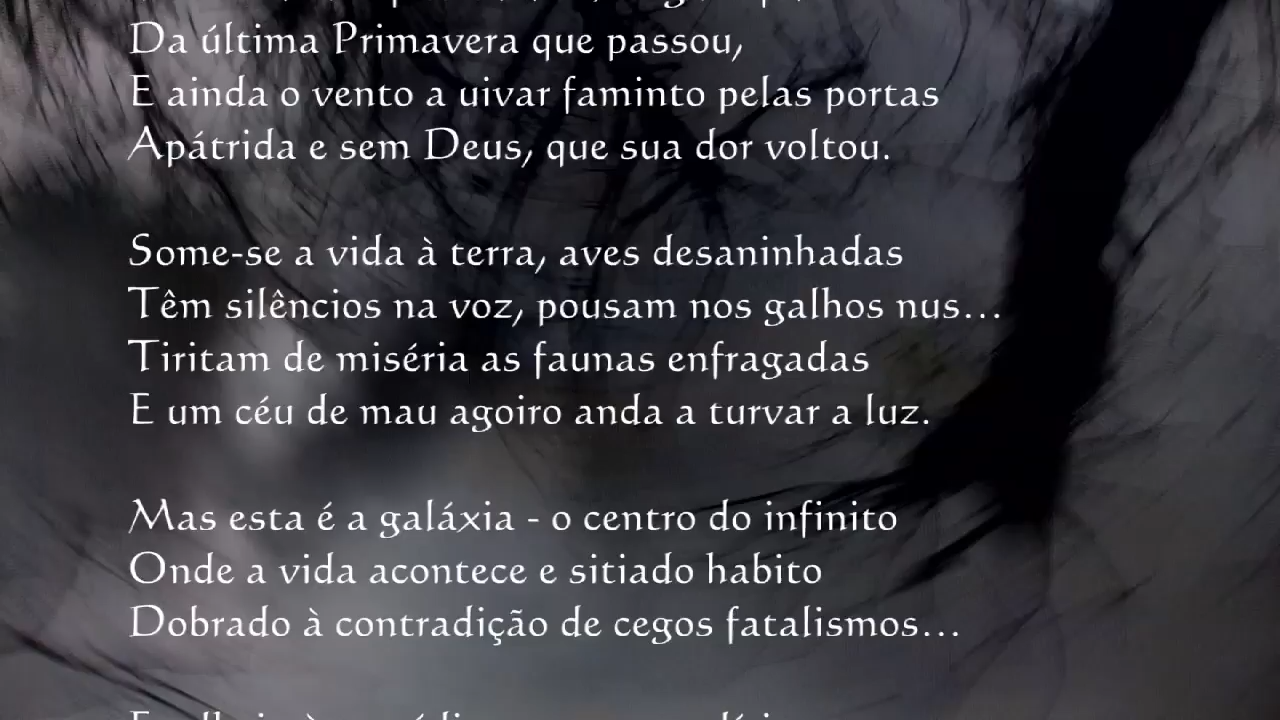 Da última Primavera que passou,
E ainda o vento a uivar faminto pelas portas
Apátrida e sem Deus, que sua dor voltou.
Some-se a vida à terra, aves desaninhadas
Têm silêncios na voz, pousam nos galhos nus...
Tiritam de miséria as faunas enfragadas
E um céu de mau agoiro anda a turvar a luz.
Mas esta é a galáxia - o centro do infinito
Onde a vida acontece e sitiado habito
Dobrado à contradição de cegos fatalismos...